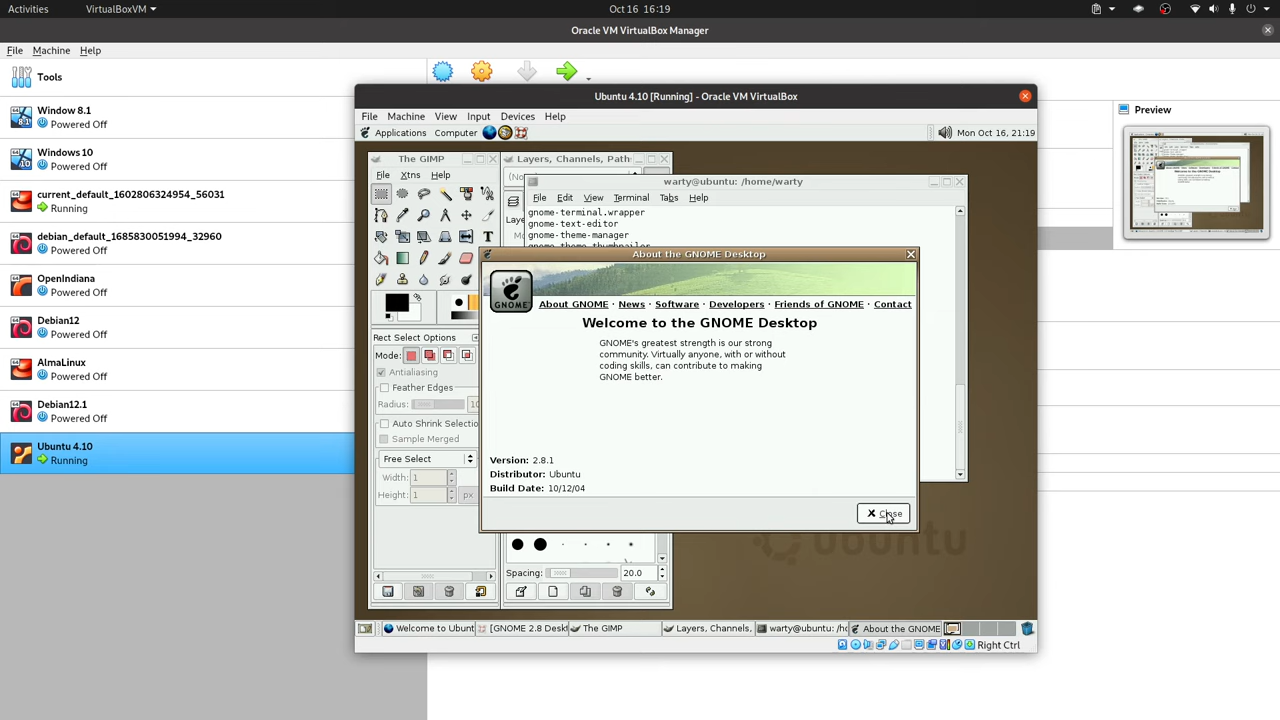 Activities
VirtualBoxVM
Oct 16 16:19
Oracle VM VirtualBox Manager
File Machine Help
Tools
Window 8.1
Powered Off
Windows 10
Powered Off
current_default_1602806324954_56031
Running
debian_default_1685830051994_32960
Powered Off
OpenIndiana
Powered Off
Debian12
Powered Off
AlmaLinux
Powered Off
Debian12.1
Powered Off
Ubuntu 4.10
Running
Preview
Ubuntu 4.10 [Running] - Oracle VM VirtualBox
File Machine View Input Devices Help
Applications Computer
Mon Oct 16, 21:19
The GIMP
File Xtns Help
Rect Select Options
Mode:
Antialiasing
Feather Edges
Radius: 10
Auto Shrink Selectio
Sample Merged
Free Select
Width: 1
Height: 1 px
Layers, Channels, Path
Spacing: 20.0
warty@ubuntu: /home/warty
File Edit View Terminal Tabs Help
gnome-terminal.wrapper
gnome-text-editor
gnome-theme-manager
gnome-theme-thumbnailer
About the GNOME Desktop
GNOME
About GNOME · News · Software · Developers · Friends of GNOME · Contact
Welcome to the GNOME Desktop
GNOME's greatest strength is our strong
community. Virtually anyone, with or without
coding skills, can contribute to making
GNOME better.
Version: 2.8.1
Distributor: Ubuntu
Build Date: 10/12/04
Close
ubuntu
Welcome to Ubunt
[GNOME 2.8 Deskt
The GIMP
Layers, Channels,
warty@ubuntu: /h
About the GNOME
Right Ctrl